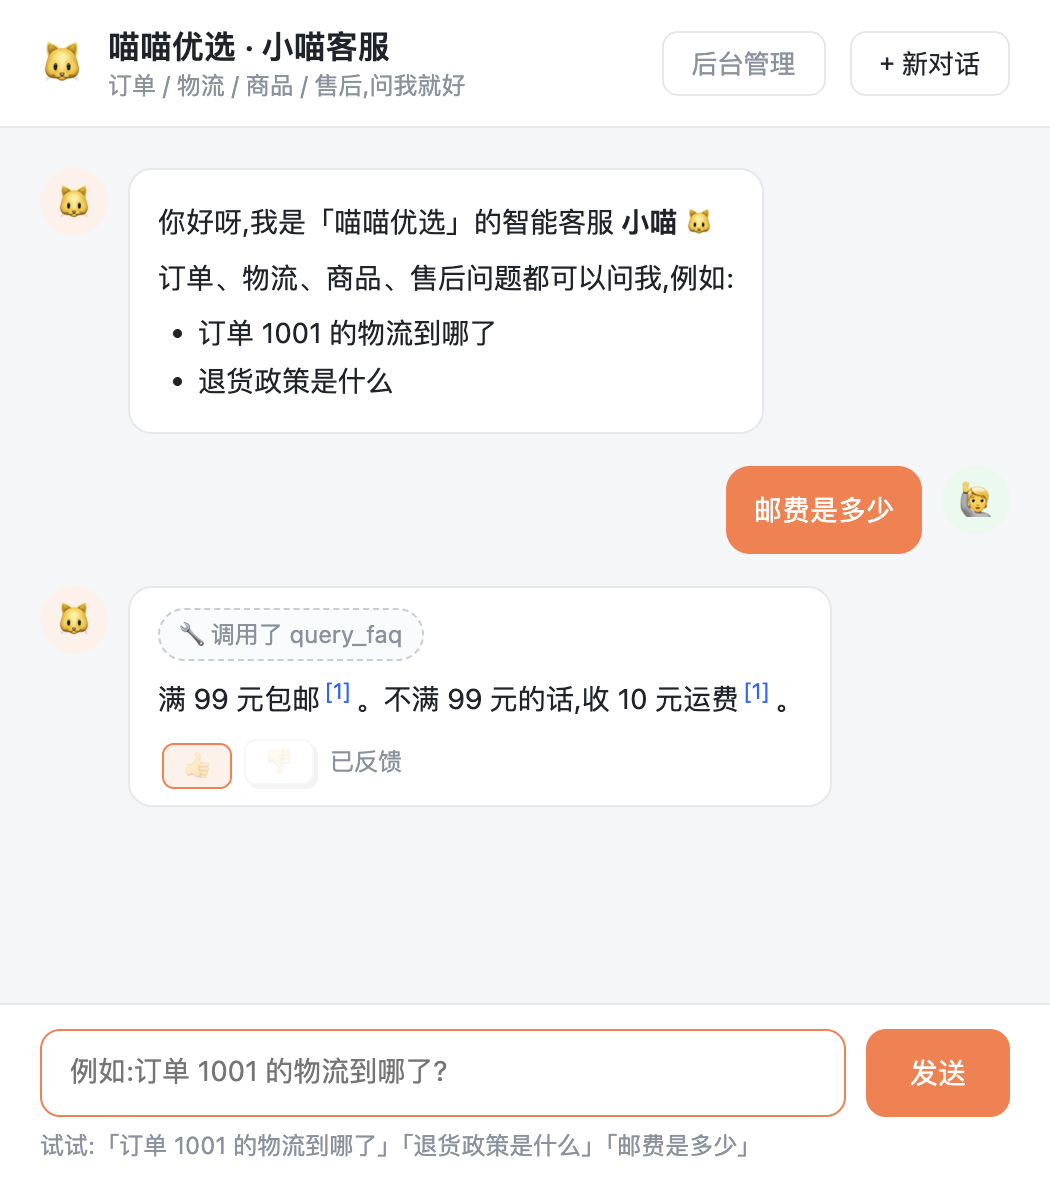 喵喵优选 · 小喵客服
订单 / 物流 / 商品 / 售后,问我就好
后台管理
+ 新对话
你好呀,我是「喵喵优选」的智能客服 小喵 🐱
订单、物流、商品、售后问题都可以问我,例如:
• 订单 1001 的物流到哪了
• 退货政策是什么
邮费是多少
🔧 调用了 query_faq
满 99 元包邮 [1] 。不满 99 元的话,收 10 元运费 [1] 。
👍 👎 已反馈
例如:订单 1001 的物流到哪了?
发送
试试:「订单 1001 的物流到哪了」「退货政策是什么」「邮费是多少」